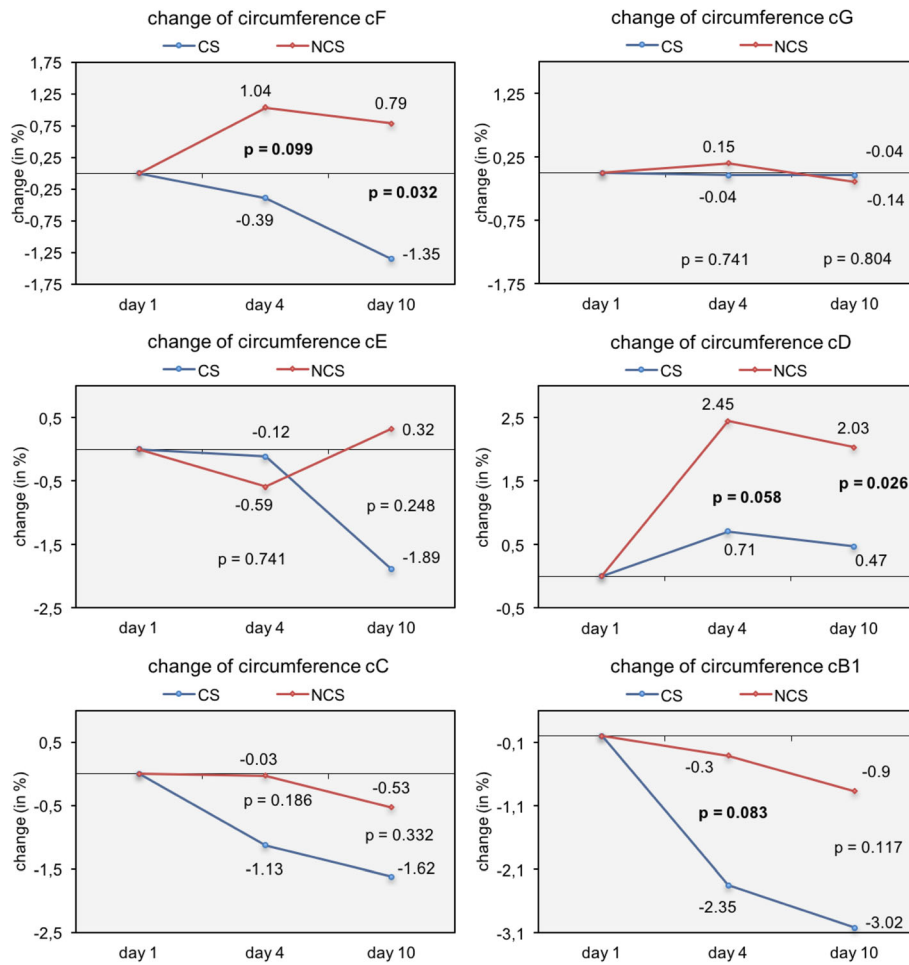 change of circumference cF
CS NCS
1,75
1,25
0,75
0,25
-0,25
-0,75
-1,25
-1,75
change (in %)
1.04
0.79
p = 0.099
p = 0.032
-0.39
-1.35
day 1 day 4 day 10
change of circumference cG
CS NCS
1,25
0,25
-0,75
-1,75
change (in %)
0.15
-0.04
-0.04
-0.14
p = 0.741
p = 0.804
day 1 day 4 day 10
change of circumference cE
CS NCS
0,5
-0,5
-1,5
-2,5
change (in %)
-0.12
0.32
-0.59
p = 0.248
p = 0.741
-1.89
day 1 day 4 day 10
change of circumference cD
CS NCS
2,5
1,5
0,5
-0,5
change (in %)
2.45
2.03
p = 0.058
p = 0.026
0.71
0.47
day 1 day 4 day 10
change of circumference cC
CS NCS
0,5
-0,5
-1,5
-2,5
change (in %)
-0.03
-0.53
p = 0.186
p = 0.332
-1.13
-1.62
day 1 day 4 day 10
change of circumference cB1
CS NCS
-0,1
-1,1
-2,1
-3,1
change (in %)
-0.3
-0.9
p = 0.083
p = 0.117
-2.35
-3.02
day 1 day 4 day 10